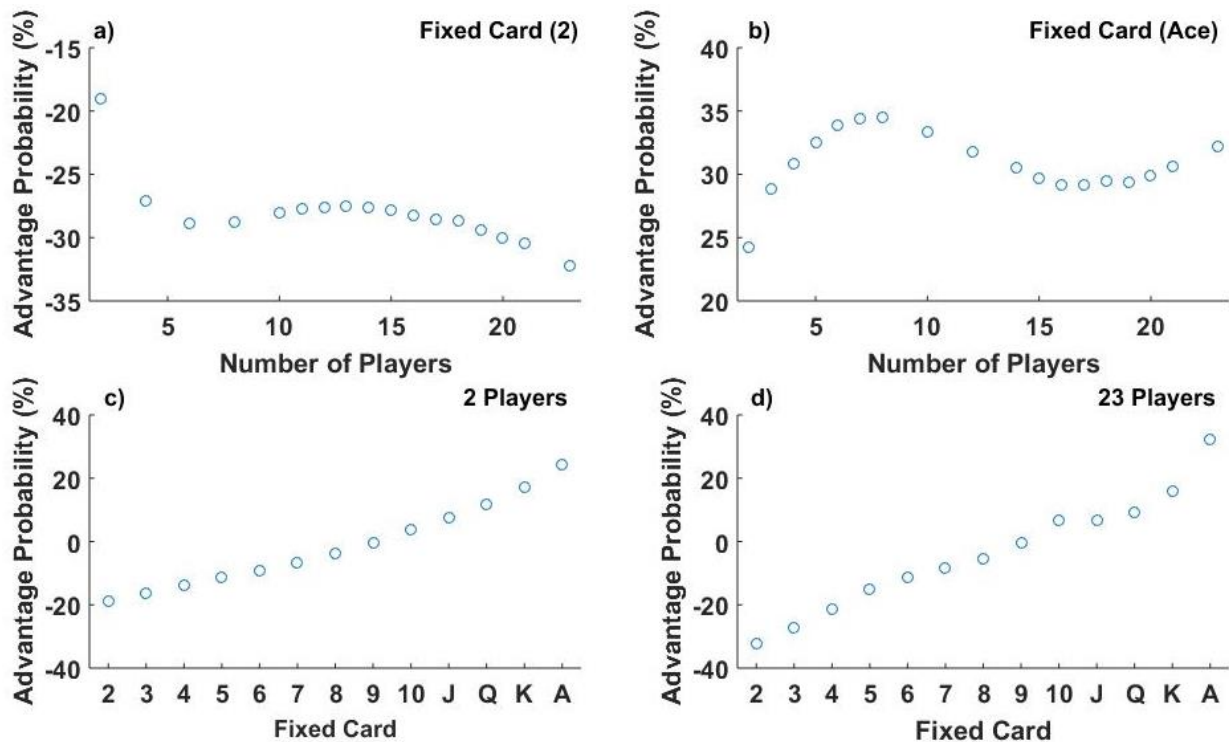 a) Fixed Card (2)
Advantage Probability (%)
-15
-20
-25
-30
-35
5 10 15 20
Number of Players
b) Fixed Card (Ace)
Advantage Probability (%)
40
35
30
25
20
5 10 15 20
Number of Players
c) 2 Players
Advantage Probability (%)
40
20
0
-20
-40
2 3 4 5 6 7 8 9 10 J Q K A
Fixed Card
d) 23 Players
Advantage Probability (%)
40
20
0
-20
-40
2 3 4 5 6 7 8 9 10 J Q K A
Fixed Card